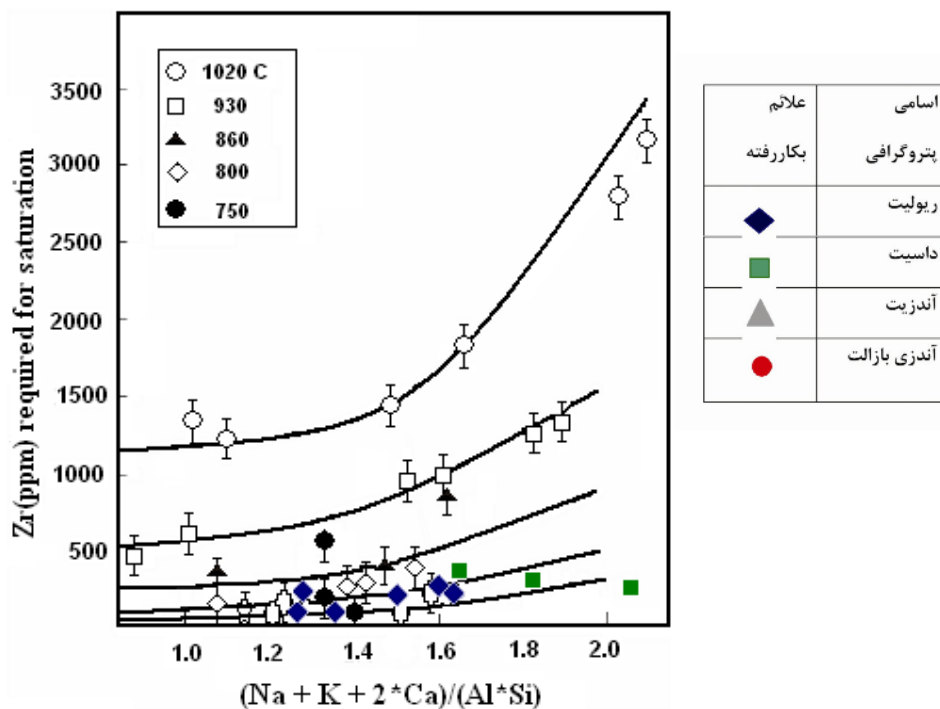 Zr(ppm) required for saturation
3500
3000
2500
2000
1500
1000
500
1020 C
930
860
800
750
1.0 1.2 1.4 1.6 1.8 2.0
(Na + K + 2*Ca)/(Al*Si)
اسامی پتروگرافی
علائم بکاررفته
ریولیت
داسیت
آندزیت
آندزی بازالت